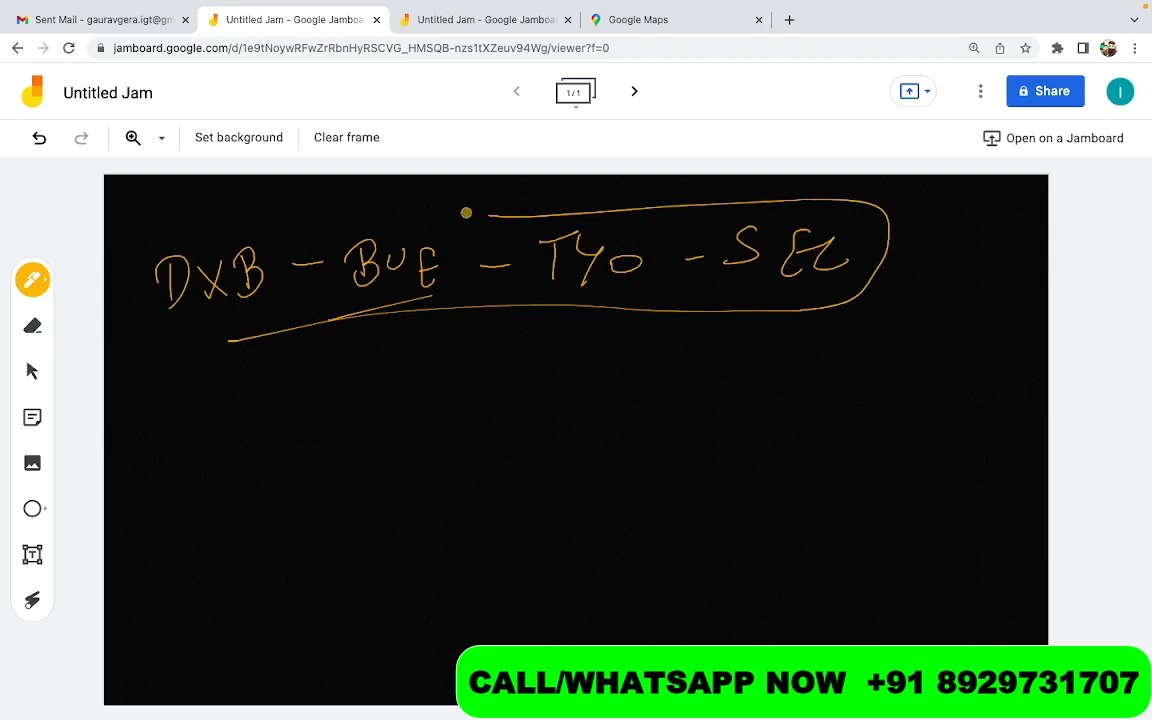 Sent Mail - gauravgera.igt@gm
Untitled Jam - Google Jamboa
Untitled Jam - Google Jamboa
Google Maps
jamboard.google.com/d/1e9tNoywRFwZrRbnHyRSCVG_HMSQB-nzs1tXZeuv94Wg/viewer?f=0
Untitled Jam
1/1
Share
I
Set background
Clear frame
Open on a Jamboard
DXB - BUE - TYO - SEL
CALL/WHATSAPP NOW +91 8929731707